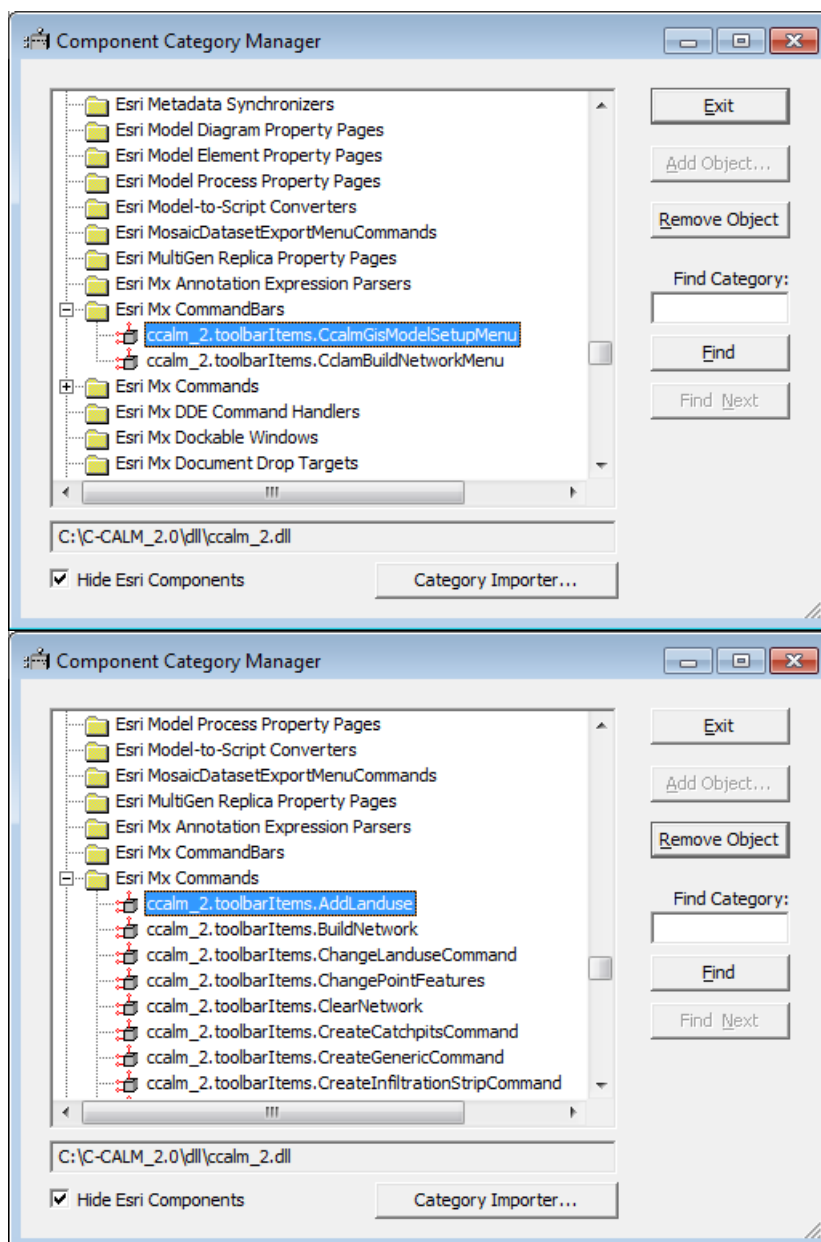 Component Category Manager
Esri Metadata Synchronizers
Esri Model Diagram Property Pages
Esri Model Element Property Pages
Esri Model Process Property Pages
Esri Model-to-Script Converters
Esri MosaicDatasetExportMenuCommands
Esri MultiGen Replica Property Pages
Esri Mx Annotation Expression Parsers
Esri Mx CommandBars
ccalm_2.toolbarItems.CcalmGisModelSetupMenu
ccalm_2.toolbarItems.CclamBuildNetworkMenu
Esri Mx Commands
Esri Mx DDE Command Handlers
Esri Mx Dockable Windows
Esri Mx Document Drop Targets
Exit
Add Object...
Remove Object
Find Category:
Find
Find Next
C:\C-CALM_2.0\dll\ccalm_2.dll
Hide Esri Components
Category Importer...
Component Category Manager
Esri Model Process Property Pages
Esri Model-to-Script Converters
Esri MosaicDatasetExportMenuCommands
Esri MultiGen Replica Property Pages
Esri Mx Annotation Expression Parsers
Esri Mx CommandBars
Esri Mx Commands
ccalm_2.toolbarItems.AddLanduse
ccalm_2.toolbarItems.BuildNetwork
ccalm_2.toolbarItems.ChangeLanduseCommand
ccalm_2.toolbarItems.ChangePointFeatures
ccalm_2.toolbarItems.ClearNetwork
ccalm_2.toolbarItems.CreateCatchpitsCommand
ccalm_2.toolbarItems.CreateGenericCommand
ccalm_2.toolbarItems.CreateInfiltrationStripCommand
Exit
Add Object...
Remove Object
Find Category:
Find
Find Next
C:\C-CALM_2.0\dll\ccalm_2.dll
Hide Esri Components
Category Importer...